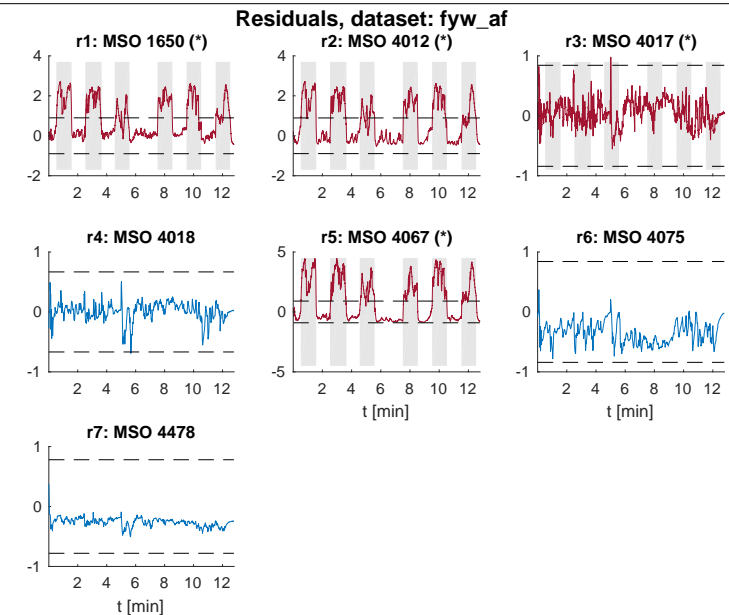 Residuals, dataset: fyw_af
r1: MSO 1650 (*)
4
2
0
-2
2 4 6 8 10 12
r2: MSO 4012 (*)
4
2
0
-2
2 4 6 8 10 12
r3: MSO 4017 (*)
1
0
-1
2 4 6 8 10 12
r4: MSO 4018
1
0
-1
2 4 6 8 10 12
r5: MSO 4067 (*)
5
0
-5
2 4 6 8 10 12
t [min]
r6: MSO 4075
1
0
-1
2 4 6 8 10 12
t [min]
r7: MSO 4478
1
0
-1
2 4 6 8 10 12
t [min]